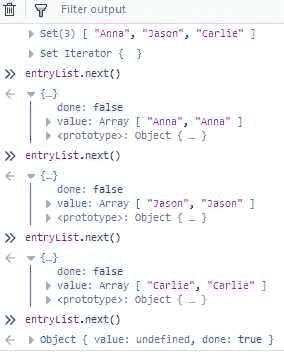 Filter output
Set(3) [ "Anna", "Jason", "Carlie" ]
Set Iterator { }
entryList.next()
{…}
done: false
value: Array [ "Anna", "Anna" ]
<prototype>: Object { … }
entryList.next()
{…}
done: false
value: Array [ "Jason", "Jason" ]
<prototype>: Object { … }
entryList.next()
{…}
done: false
value: Array [ "Carlie", "Carlie" ]
<prototype>: Object { … }
entryList.next()
Object { value: undefined, done: true }